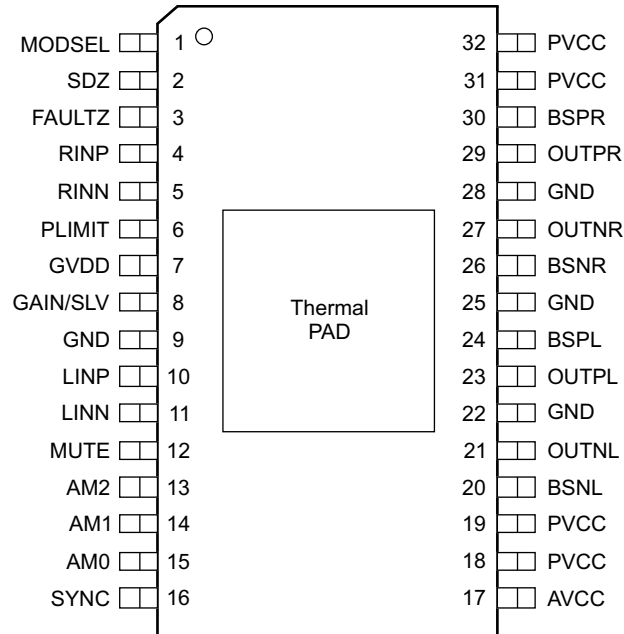 MODSEL 1 32 PVCC
SDZ 2 31 PVCC
FAULTZ 3 30 BSPR
RINP 4 29 OUTPR
RINN 5 28 GND
PLIMIT 6 27 OUTNR
GVDD 7 26 BSNR
GAIN/SLV 8 25 GND
Thermal
PAD
GND 9 24 BSPL
LINP 10 23 OUTPL
LINN 11 22 GND
MUTE 12 21 OUTNL
AM2 13 20 BSNL
AM1 14 19 PVCC
AM0 15 18 PVCC
SYNC 16 17 AVCC